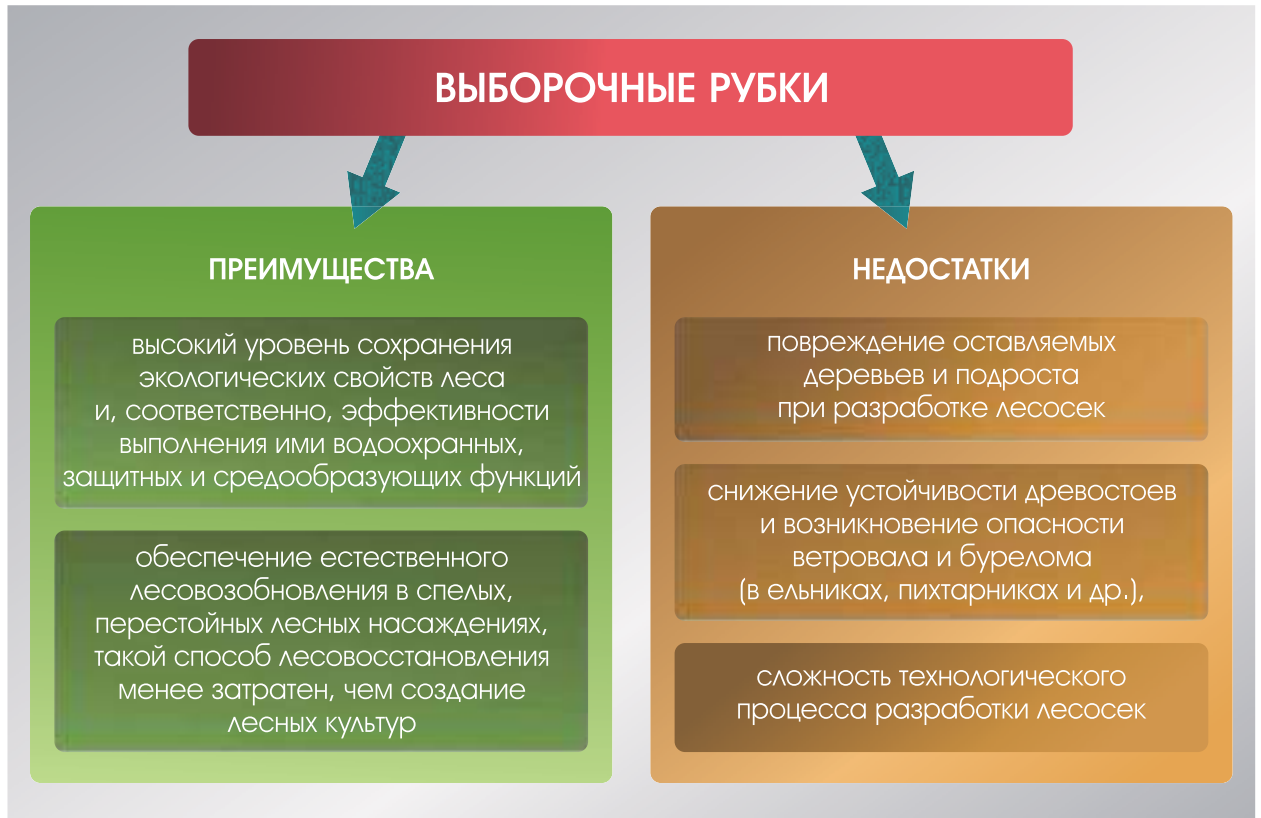 ВЫБОРОЧНЫЕ РУБКИ
ПРЕИМУЩЕСТВА
высокий уровень сохранения
экологических свойств леса
и, соответственно, эффективности
выполнения ими водоохранных,
защитных и средообразующих функций
обеспечение естественного
лесовозобновления в спелых,
перестойных лесных насаждениях,
такой способ лесовосстановления
менее затратен, чем создание
лесных культур
НЕДОСТАТКИ
повреждение оставляемых
деревьев и подроста
при разработке лесосек
снижение устойчивости древостоев
и возникновение опасности
ветровала и бурелома
(в ельниках, пихтарниках и др.),
сложность технологического
процесса разработки лесосек